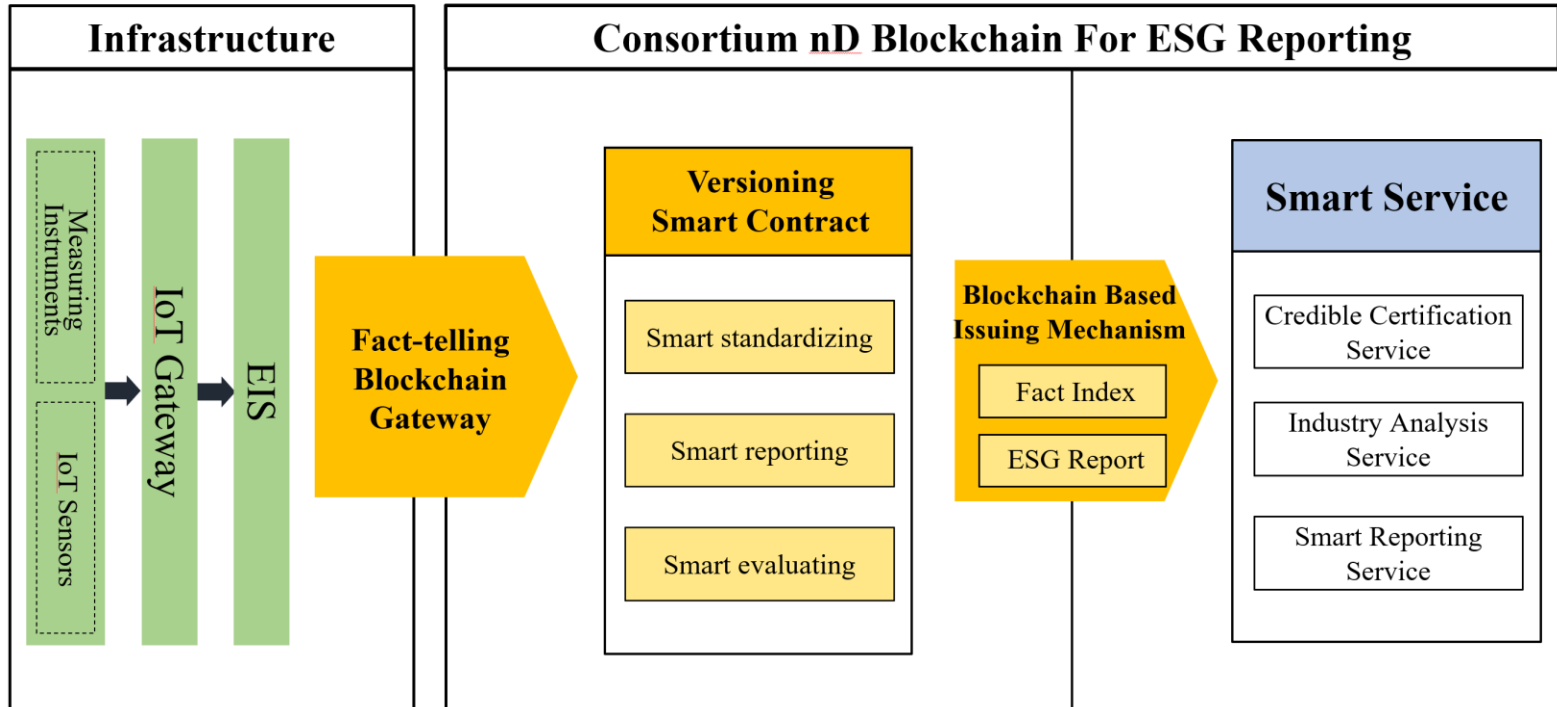 Infrastructure
Consortium nD Blockchain For ESG Reporting
Measuring
Instruments
IoT Sensors
IoT Gateway
EIS
Fact-telling
Blockchain
Gateway
Versioning
Smart Contract
Smart standardizing
Smart reporting
Smart evaluating
Blockchain Based
Issuing Mechanism
Fact Index
ESG Report
Smart Service
Credible Certification
Service
Industry Analysis
Service
Smart Reporting
Service